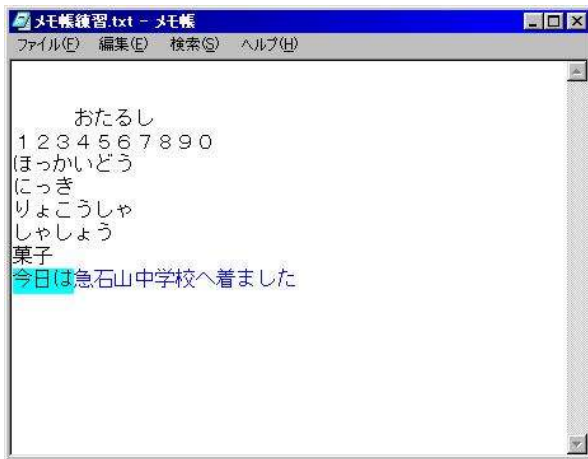 メモ帳練習.txt - メモ帳
ファイル(F) 編集(E) 検索(S) ヘルプ(H)
おたるし
１２３４５６７８９０
ほっかいどう
にっき
りょこうしゃ
しゃしょう
菓子
今日は急石山中学校へ着ました